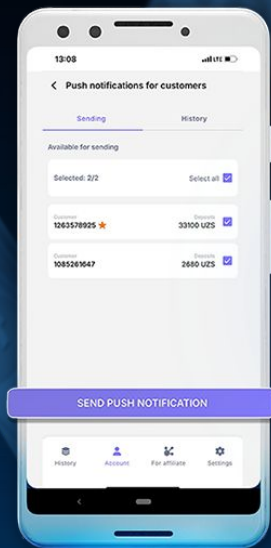 13:08
LTE
Push notifications for customers
Sending History
Available for sending
Selected: 2/2 Select all
Customer Deposits
1263578925 33100 UZS
Customer Deposits
1085261647 2680 UZS
SEND PUSH NOTIFICATION
History Account For affiliate Settings